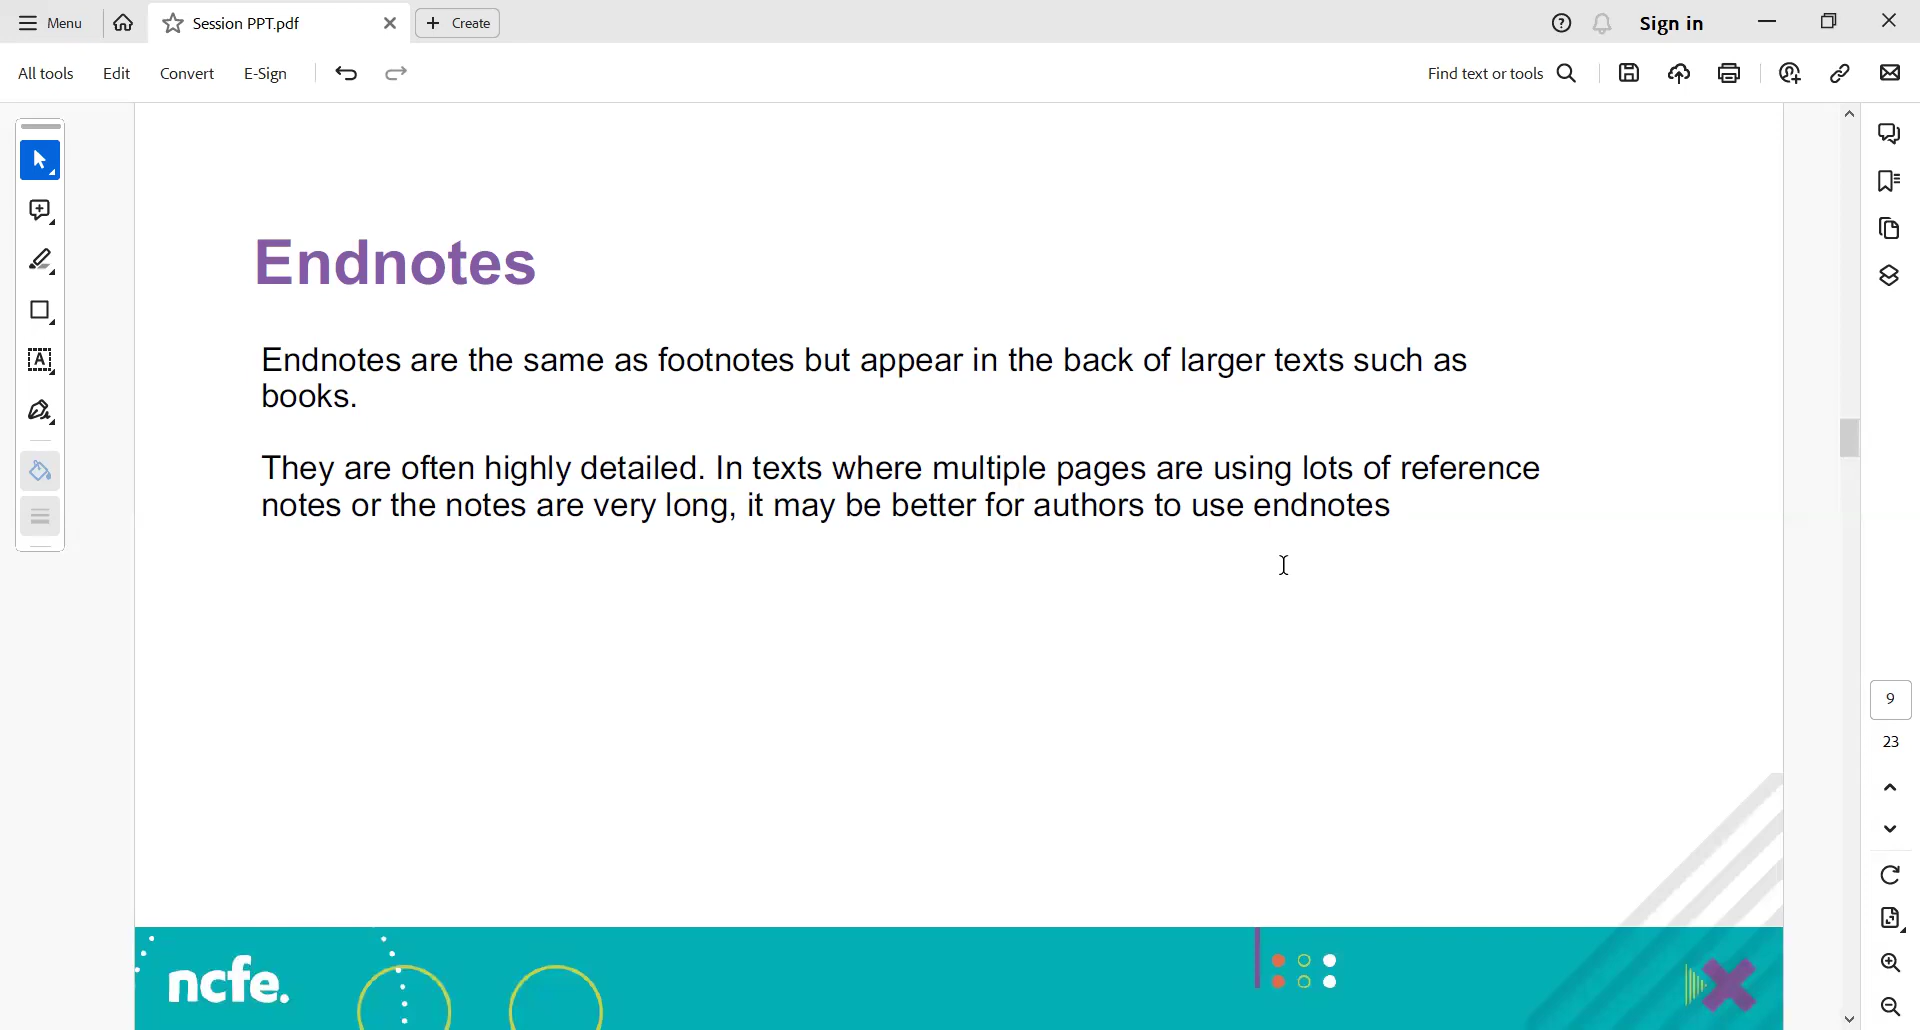 Menu
Session PPT.pdf
Create
Sign in
All tools
Edit
Convert
E-Sign
Find text or tools
Endnotes
Endnotes are the same as footnotes but appear in the back of larger texts such as
books.
They are often highly detailed. In texts where multiple pages are using lots of reference
notes or the notes are very long, it may be better for authors to use endnotes
9
23
ncfe.